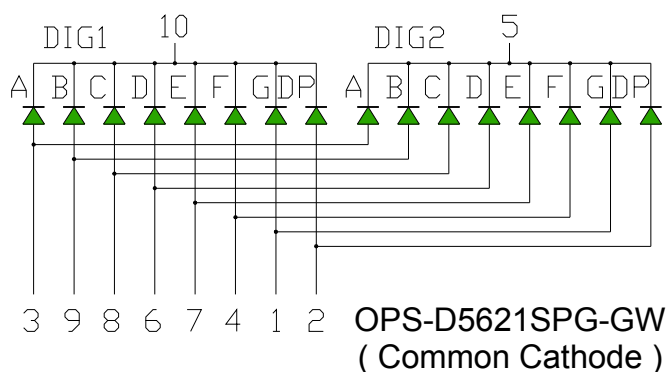 DIG1 10 DIG2 5
A B C D E F G DP A B C D E F G DP
3 9 8 6 7 4 1 2
OPS-D5621SPG-GW
( Common Cathode )